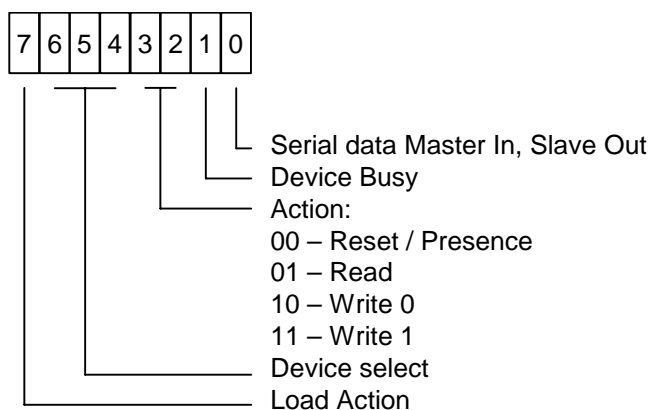 7 6 5 4 3 2 1 0
Serial data Master In, Slave Out
Device Busy
Action:
00 – Reset / Presence
01 – Read
10 – Write 0
11 – Write 1
Device select
Load Action